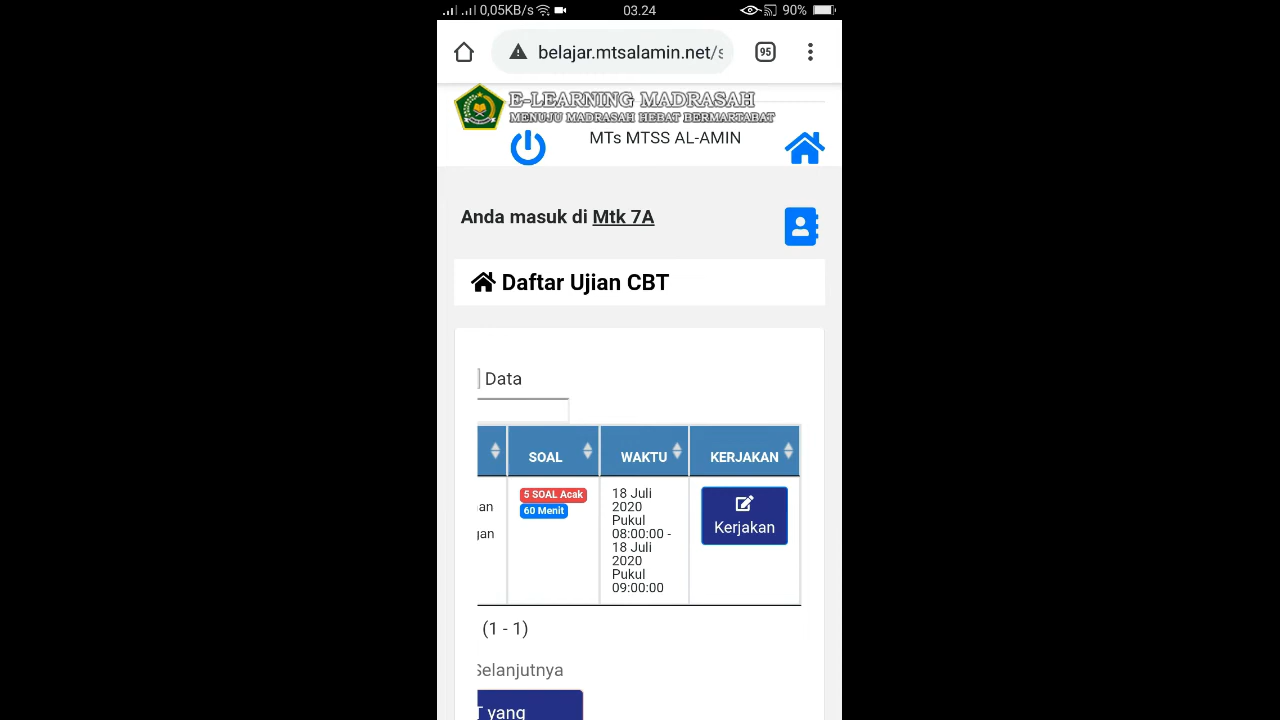 0,05KB/s 03.24 90%
belajar.mtsalamin.net/s 95
E-LEARNING MADRASAH
MENUJU MADRASAH HEBAT BERMARTABAT
MTs MTSS AL-AMIN
Anda masuk di Mtk 7A
Daftar Ujian CBT
Data
SOAL WAKTU KERJAKAN
an
gan
5 SOAL Acak
60 Menit
18 Juli
2020
Pukul
08:00:00 -
18 Juli
2020
Pukul
09:00:00
Kerjakan
(1 - 1)
Selanjutnya
T yang